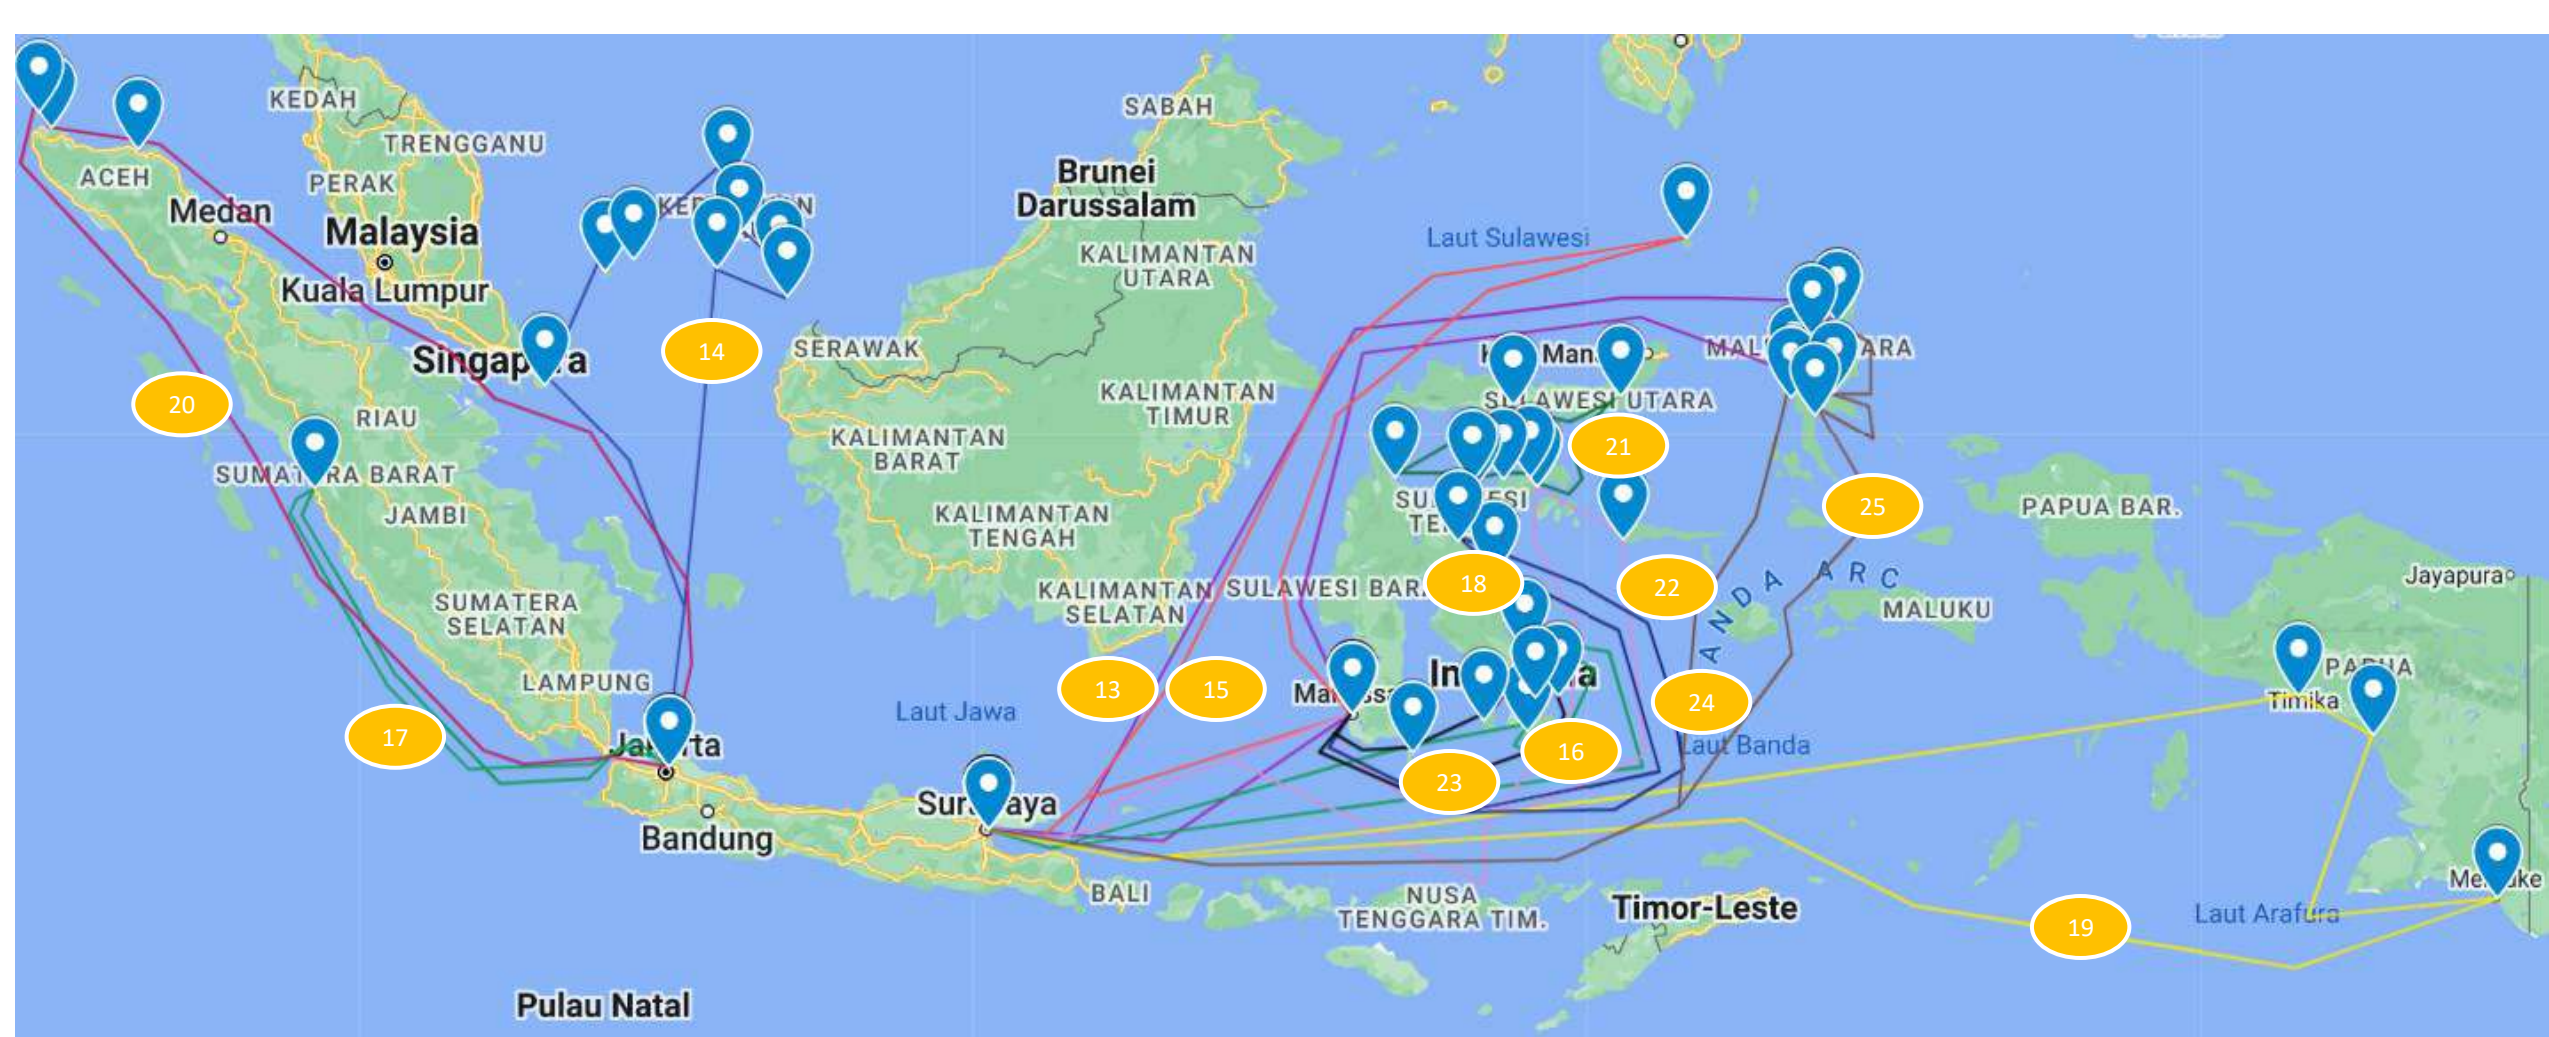 KEDAH
TRENGGANU
ACEH
PERAK
Medan
Malaysia
Kuala Lumpur
Singap
a
SABAH
Brunei
Darussalam
KALIMANTAN
UTARA
Laut Sulawesi
14
SERAWAK
20
RIAU
KALIMANTAN
TIMUR
KALIMANTAN
BARAT
SULAWESI UTARA
21
JAMBI
25
PAPUA BAR.
KALIMANTAN
TENGAH
Jayapura
KALIMANTAN
SELATAN
SULAWESI BAR.
18
22
ANDA ARC
MALUKU
SUMATERA
SELATAN
LAMPUNG
13
15
24
Timika
Laut Jawa
17
16
Laut Banda
23
Bandung
BALI
NUSA
TENGGARA TIM.
Timor-Leste
Laut Arafura
19
Pulau Natal